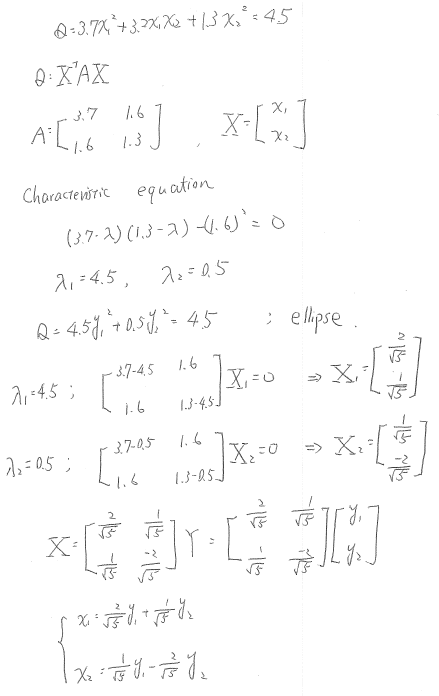 Q = 3.7x₁² + 3.2x₁x₂ + 1.3x₂² = 45
Q = XᵀAX
A = [3.7 1.6; 1.6 1.3], X = [x₁; x₂]
Characteristic equation
(3.7-λ)(1.3-λ) - (1.6)² = 0
λ₁ = 4.5, λ₂ = 0.5
Q = 4.5y₁² + 0.5y₂² = 4.5 ; ellipse.
λ₁ = 4.5 ; [3.7-4.5 1.6; 1.6 1.3-4.5] X₁ = 0 ⇒ X₁ = [2/√5; 1/√5]
λ₂ = 0.5 ; [3.7-0.5 1.6; 1.6 1.3-0.5] X₂ = 0 ⇒ X₂ = [1/√5; -2/√5]
X = [2/√5 1/√5; 1/√5 -2/√5] Y = [2/√5 1/√5; 1/√5 -2/√5] [y₁; y₂]
{ x₁ = 2/√5 y₁ + 1/√5 y₂
x₂ = 1/√5 y₁ - 2/√5 y₂